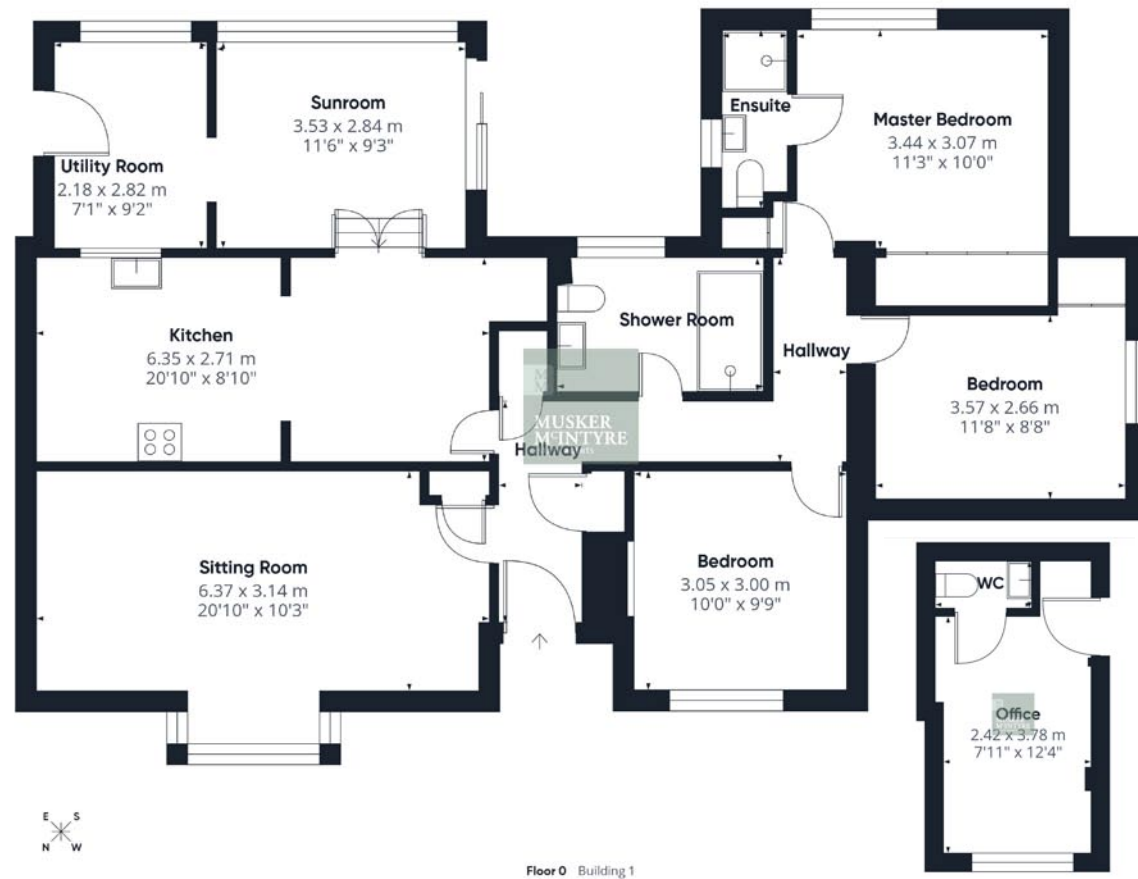 Sunroom
3.53 x 2.84 m
11'6" x 9'3"
Utility Room
2.18 x 2.82 m
7'1" x 9'2"
Ensuite
Master Bedroom
3.44 x 3.07 m
11'3" x 10'0"
Kitchen
6.35 x 2.71 m
20'10" x 8'10"
Shower Room
Hallway
Bedroom
3.57 x 2.66 m
11'8" x 8'8"
MUSKER
McINTYRE
Hallway
Sitting Room
6.37 x 3.14 m
20'10" x 10'3"
Bedroom
3.05 x 3.00 m
10'0" x 9'9"
WC
Office
2.42 x 3.78 m
7'11" x 12'4"
E S
N W
Floor 0 Building 1